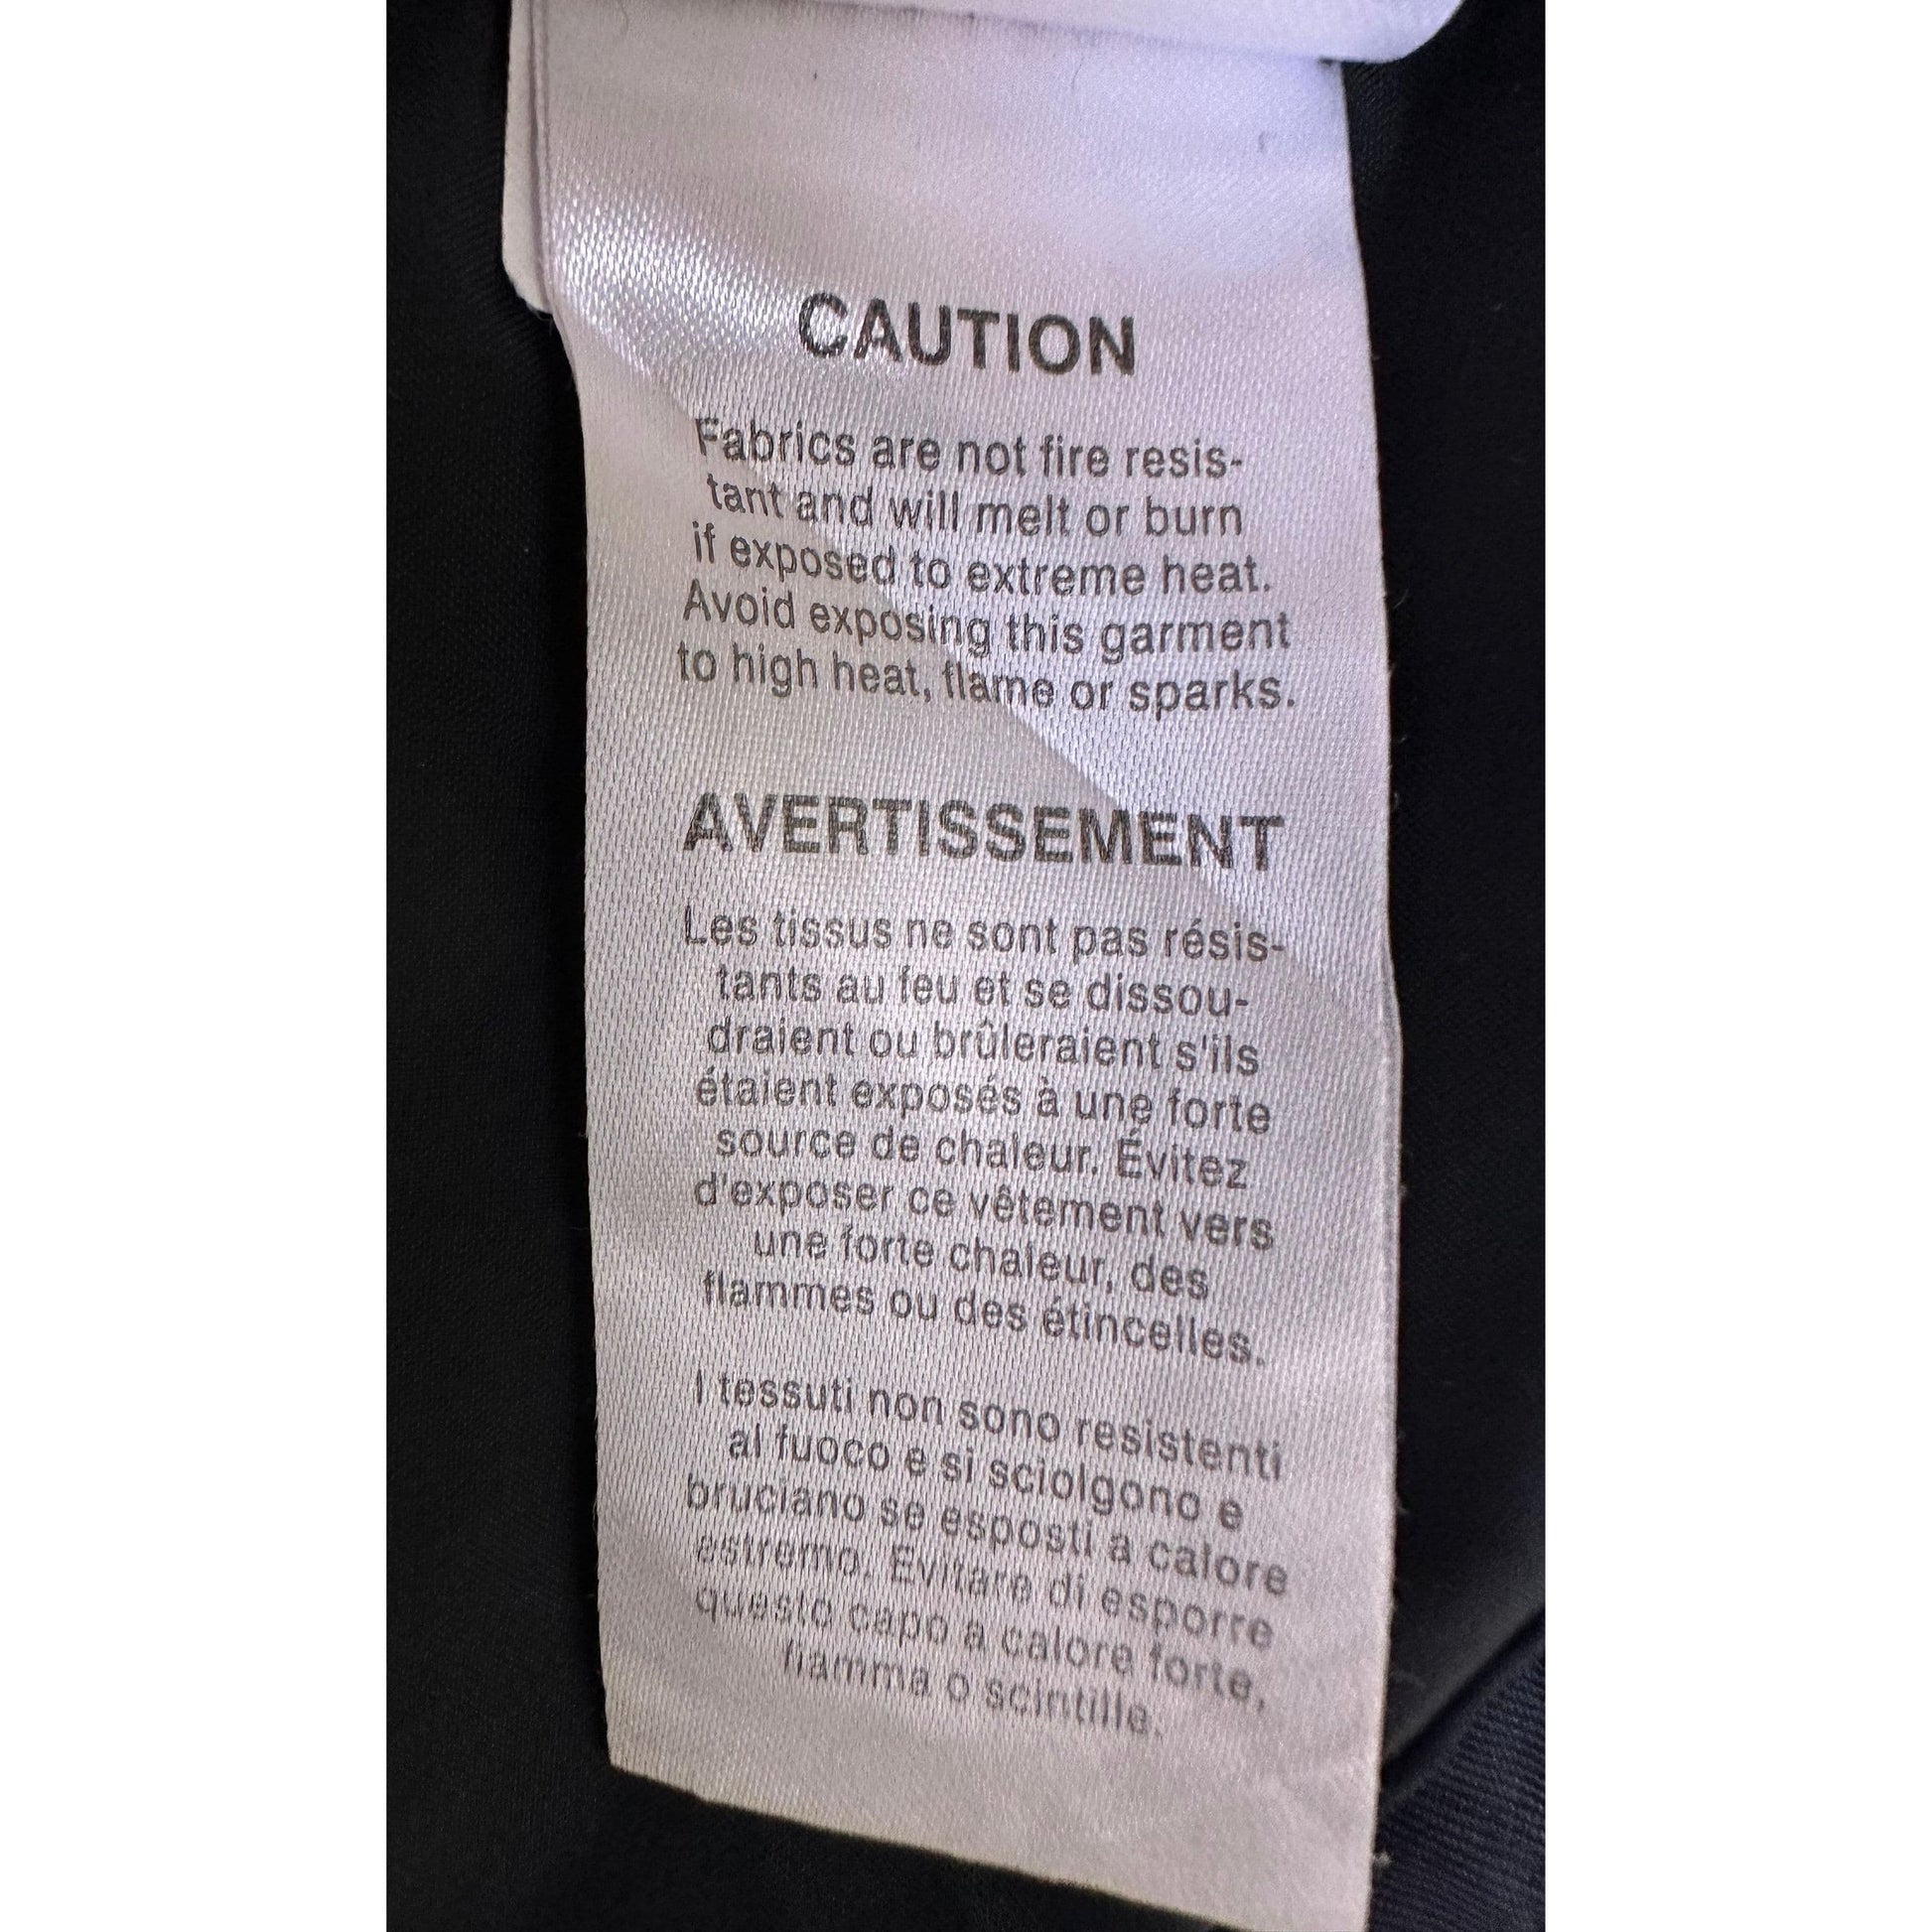 CAUTION
Fabrics are not fire resis-
tant and will melt or burn
if exposed to extreme heat.
Avoid exposing this garment
to high heat, flame or sparks.
AVERTISSEMENT
Les tissus ne sont pas résis-
tants au feu et se dissou-
draient ou brûleraient s'ils
étaient exposés à une forte
source de chaleur. Évitez
d'exposer ce vêtement vers
une forte chaleur, des
flammes ou des étincelles.
I tessuti non sono resistenti
al fuoco e si sciolgono e
bruciano se esposti a calore
estremo. Evitare di esporre
questo capo a calore forte,
fiamma o scintille.